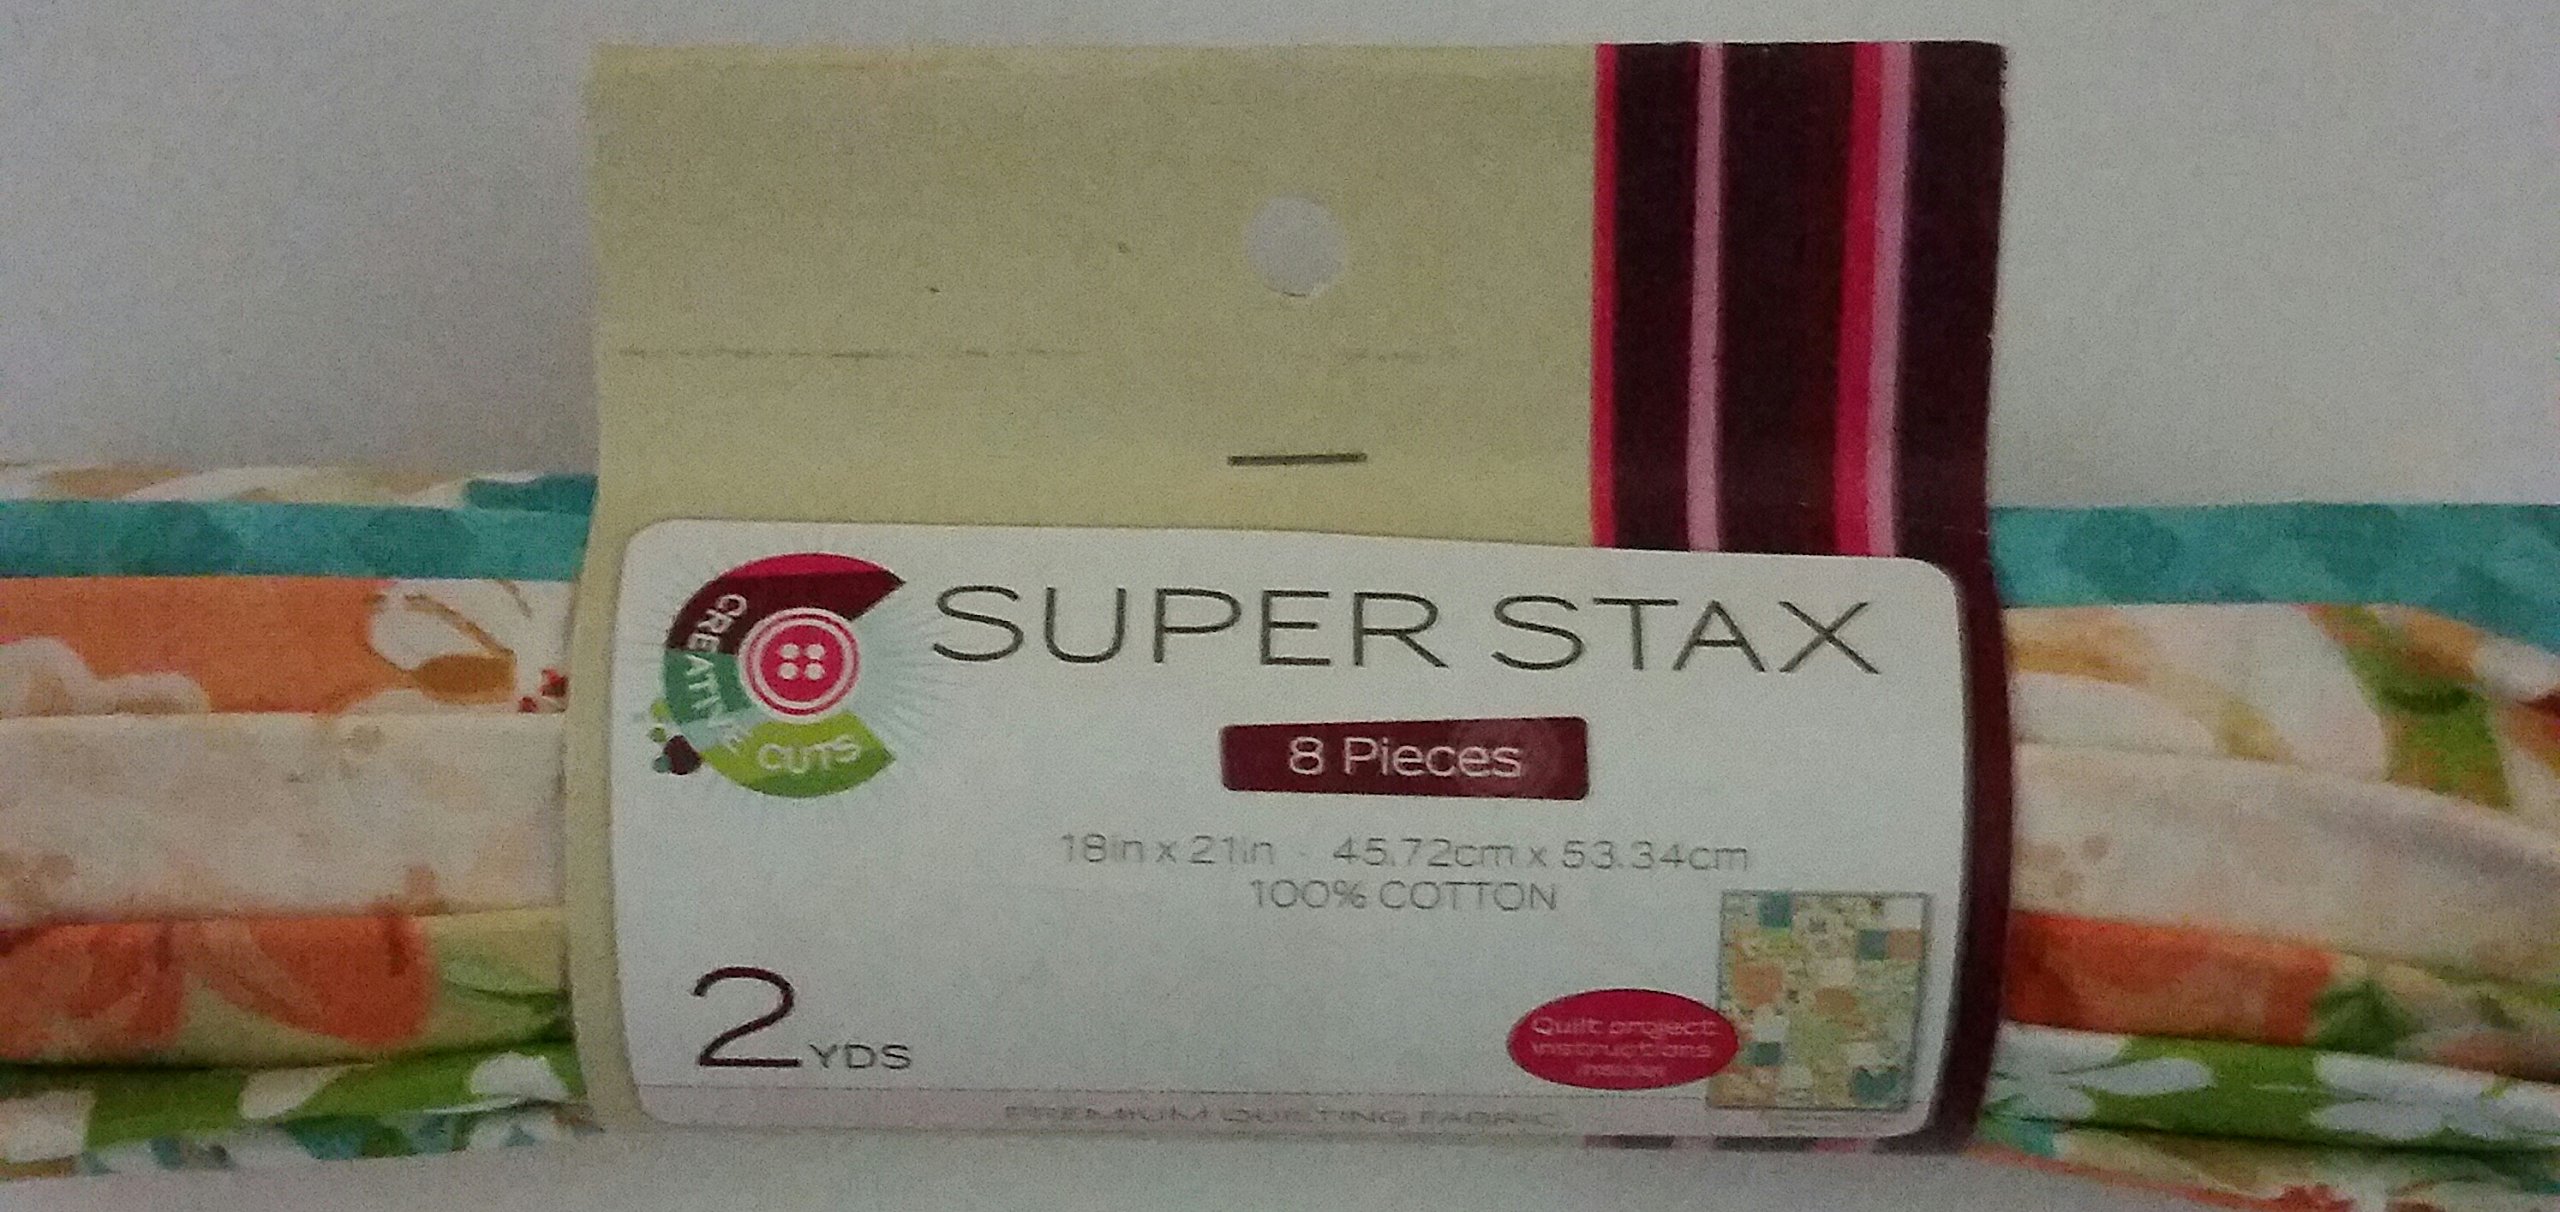 CREATIVE CUTS
SUPER STAX
8 Pieces
18in x 21in - 45.72cm x 53.34cm
100% COTTON
2 YDS
Quilt project
instructions
inside!
PREMIUM QUILTING FABRIC